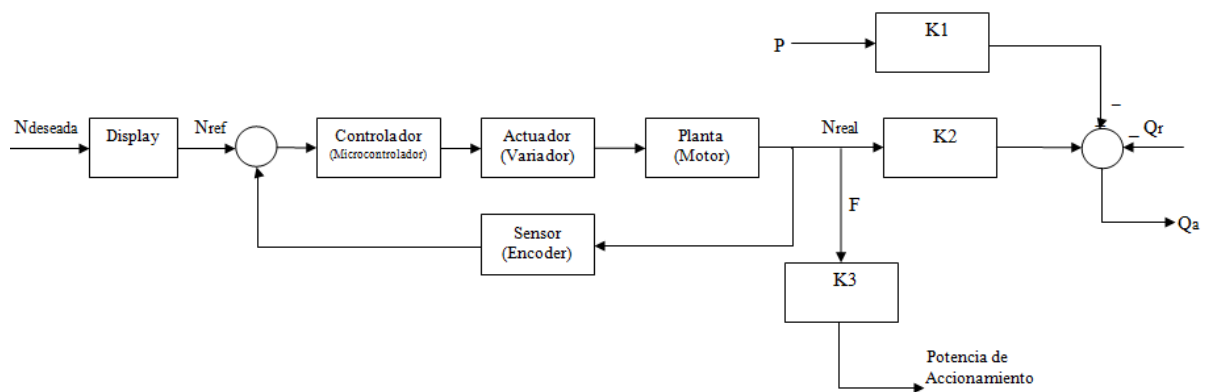 P
K1
Ndeseada
Display
Nref
Controlador
(Microcontrolador)
Actuador
(Variador)
Planta
(Motor)
Nreal
K2
–
–
Qr
Qa
Sensor
(Encoder)
F
K3
Potencia de
Accionamiento